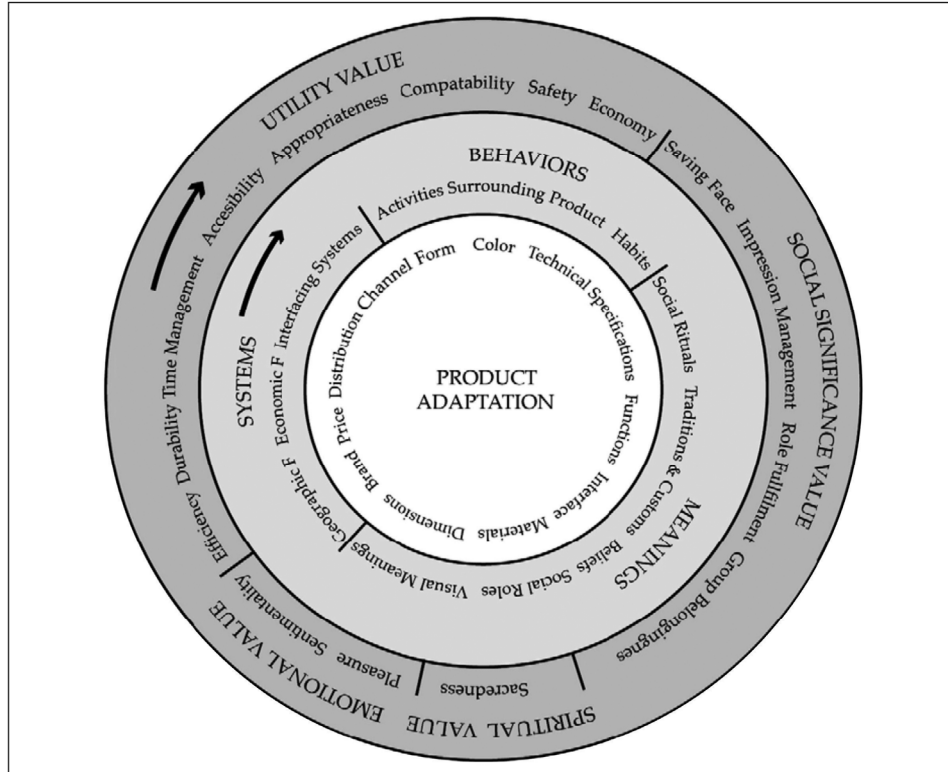 UTILITY VALUE
Efficiency Durability Time Management Accesibility Appropriateness Compatability Safety Economy
SOCIAL SIGNIFICANCE VALUE
Saving Face Impression Management Role Fullfilment Group Belongingnes
SPIRITUAL VALUE
Sacredness
EMOTIONAL VALUE
Pleasure Sentimentality
SYSTEMS
Geographic F Economic F Interfacing Systems
BEHAVIORS
Activities Surrounding Product Habits
MEANINGS
Social Rituals Traditions & Customs Beliefs Social Roles Visual Meanings
Brand Price Distribution Channel Form Color Technical Specifications Functions Interface Materials Dimensions
PRODUCT
ADAPTATION